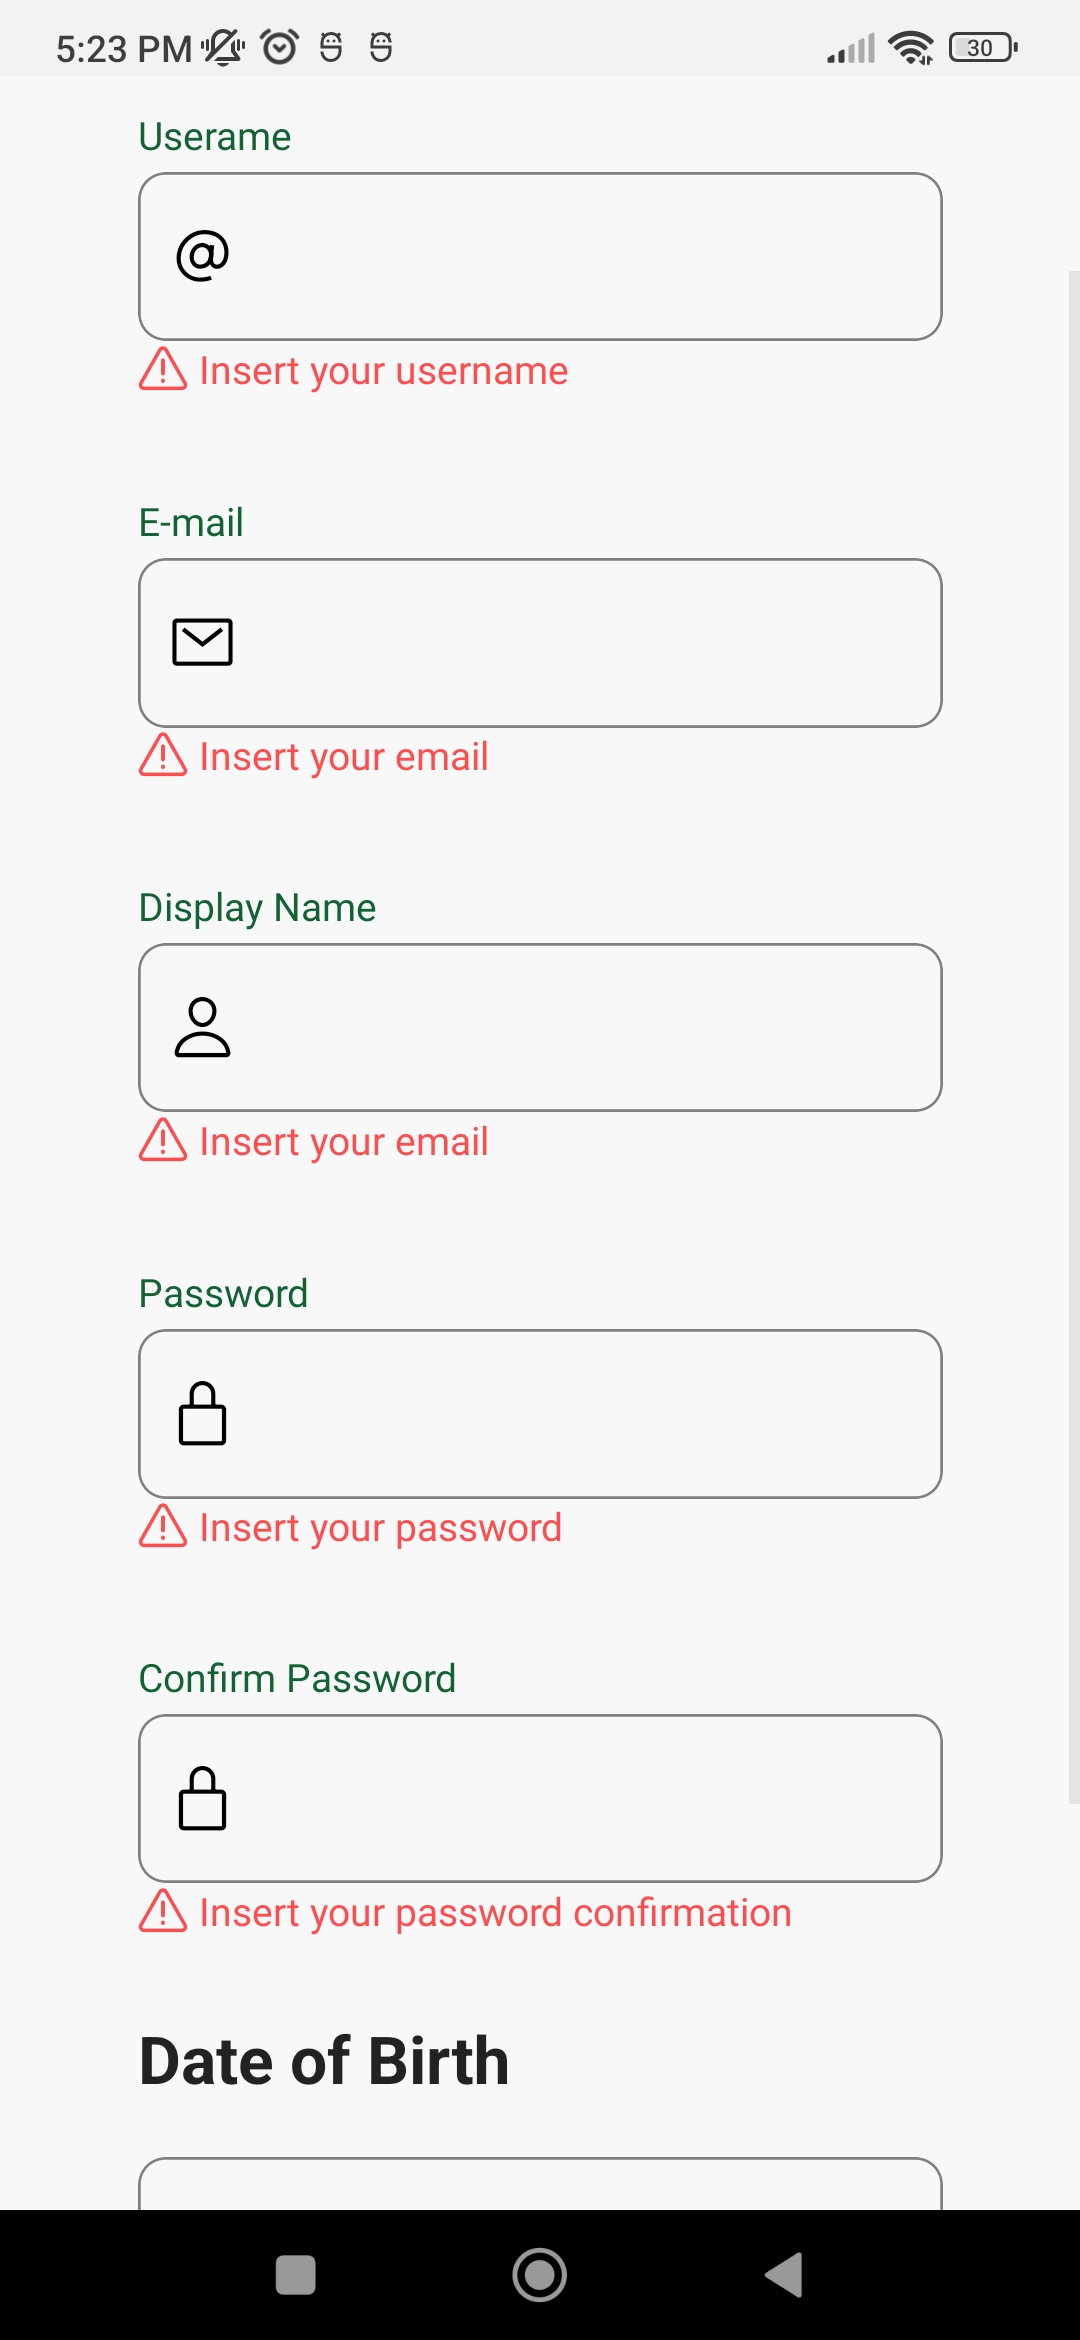 5:23 PM 30
Userame
@
Insert your username
E-mail
Insert your email
Display Name
Insert your email
Password
Insert your password
Confirm Password
Insert your password confirmation
Date of Birth